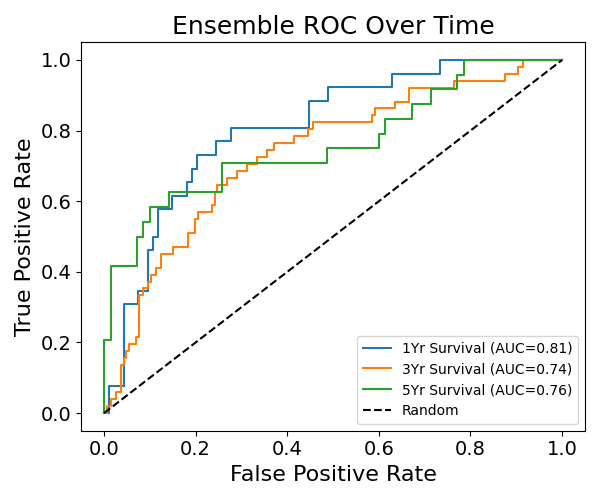 Ensemble ROC Over Time
True Positive Rate
1.0
0.8
0.6
0.4
0.2
0.0
1Yr Survival (AUC=0.81)
3Yr Survival (AUC=0.74)
5Yr Survival (AUC=0.76)
Random
0.0 0.2 0.4 0.6 0.8 1.0
False Positive Rate